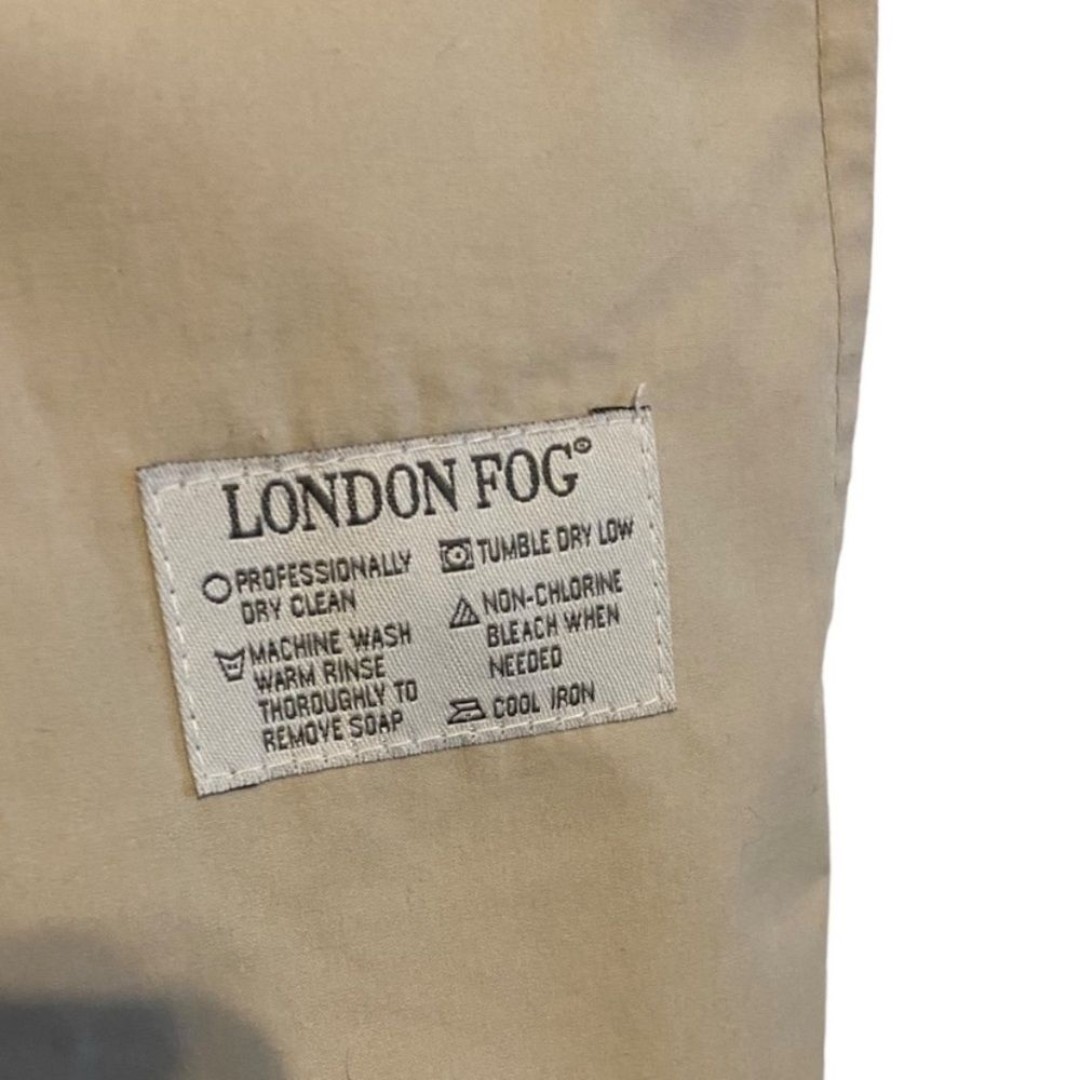 LONDON FOG®
PROFESSIONALLY
DRY CLEAN
MACHINE WASH
WARM RINSE
THOROUGHLY TO
REMOVE SOAP
TUMBLE DRY LOW
NON-CHLORINE
BLEACH WHEN
NEEDED
COOL IRON